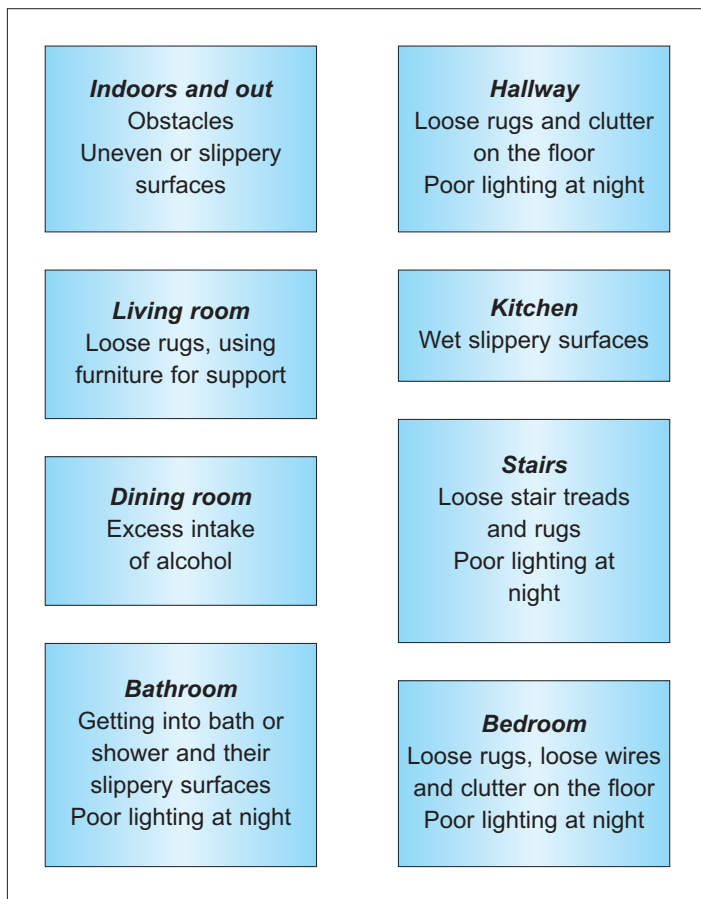 Indoors and out
Obstacles
Uneven or slippery
surfaces
Hallway
Loose rugs and clutter
on the floor
Poor lighting at night
Living room
Loose rugs, using
furniture for support
Kitchen
Wet slippery surfaces
Dining room
Excess intake
of alcohol
Stairs
Loose stair treads
and rugs
Poor lighting at
night
Bathroom
Getting into bath or
shower and their
slippery surfaces
Poor lighting at night
Bedroom
Loose rugs, loose wires
and clutter on the floor
Poor lighting at night